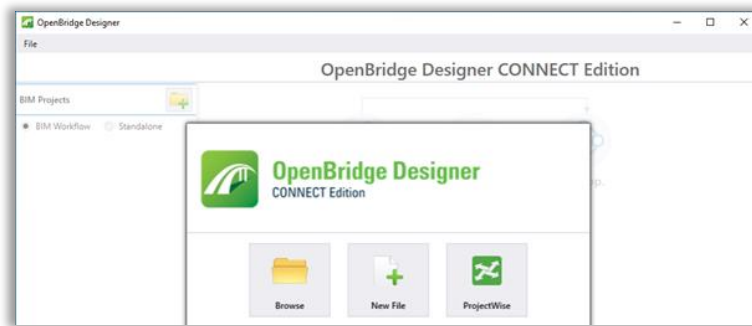 OpenBridge Designer
File
OpenBridge Designer CONNECT Edition
BIM Projects
BIM Workflow Standalone
OpenBridge Designer
CONNECT Edition
Browse New File ProjectWise